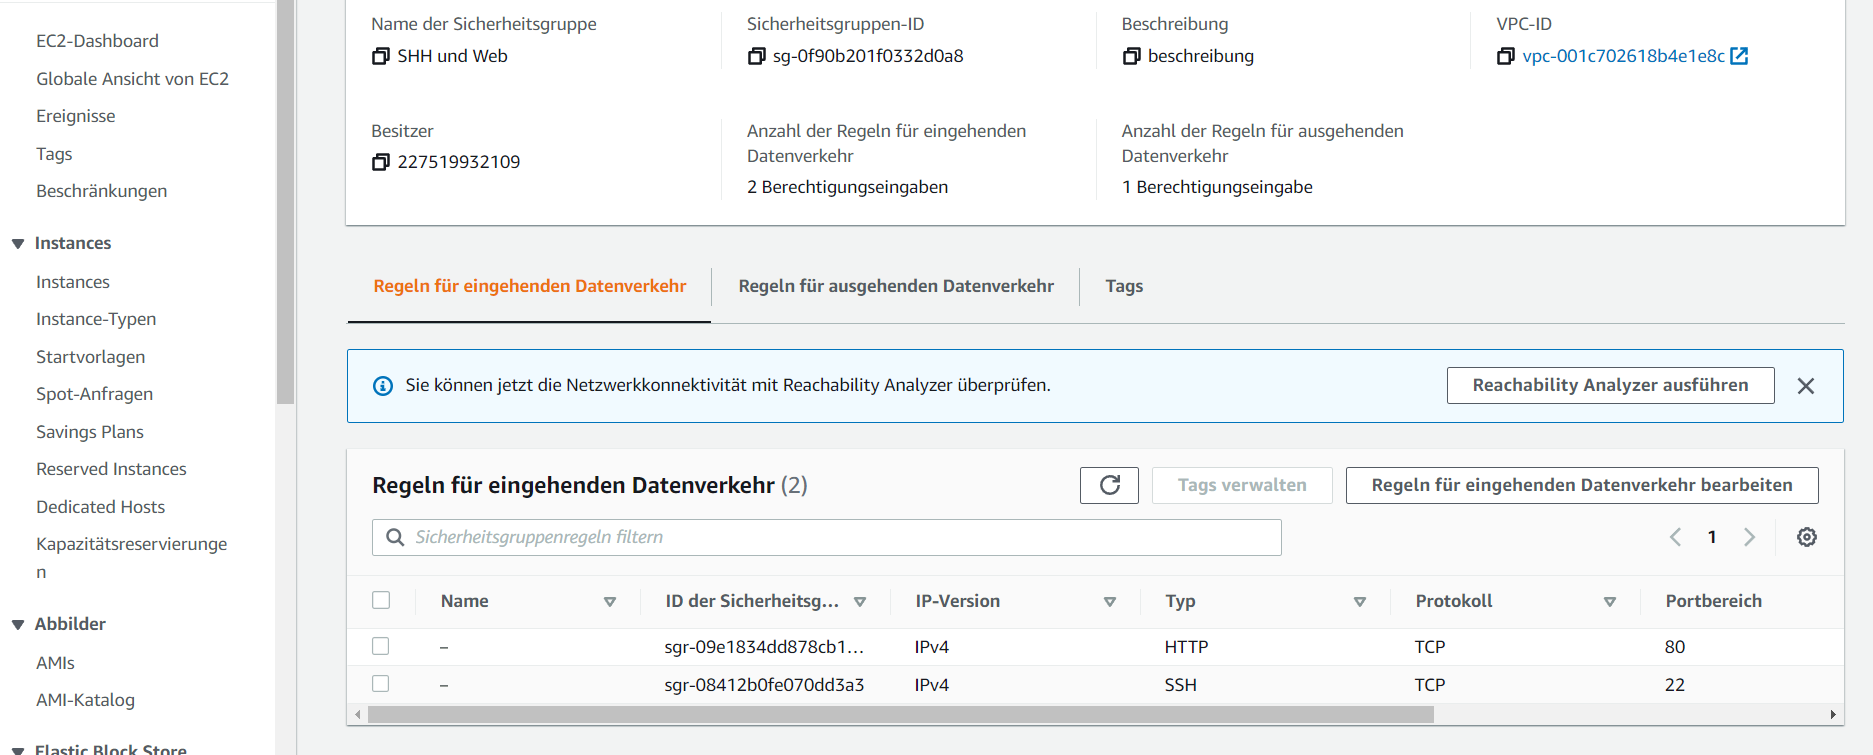 EC2-Dashboard
Globale Ansicht von EC2
Ereignisse
Tags
Beschränkungen
Instances
Instances
Instance-Typen
Startvorlagen
Spot-Anfragen
Savings Plans
Reserved Instances
Dedicated Hosts
Kapazitätsreservierunge
n
Abbilder
AMIs
AMI-Katalog
Elastic Block Store
Name der Sicherheitsgruppe
SHH und Web
Sicherheitsgruppen-ID
sg-0f90b201f0332d0a8
Beschreibung
beschreibung
VPC-ID
vpc-001c702618b4e1e8c
Besitzer
227519932109
Anzahl der Regeln für eingehenden
Datenverkehr
2 Berechtigungseingaben
Anzahl der Regeln für ausgehenden
Datenverkehr
1 Berechtigungseingabe
Regeln für eingehenden Datenverkehr
Regeln für ausgehenden Datenverkehr
Tags
Sie können jetzt die Netzwerkkonnektivität mit Reachability Analyzer überprüfen.
Reachability Analyzer ausführen
Regeln für eingehenden Datenverkehr (2)
Tags verwalten
Regeln für eingehenden Datenverkehr bearbeiten
Sicherheitsgruppenregeln filtern
1
Name ID der Sicherheitsg... IP-Version Typ Protokoll Portbereich
– sgr-09e1834dd878cb1... IPv4 HTTP TCP 80
– sgr-08412b0fe070dd3a3 IPv4 SSH TCP 22